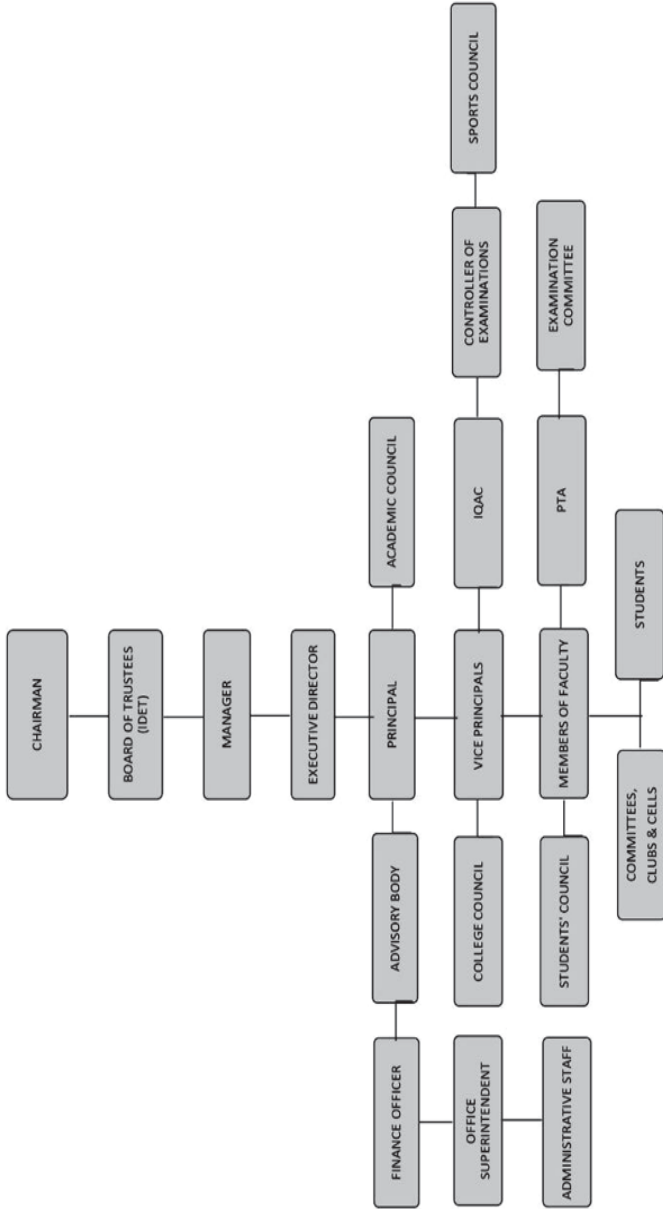 CHAIRMAN
BOARD OF TRUSTEES
(IDET)
MANAGER
EXECUTIVE DIRECTOR
FINANCE OFFICER
ADVISORY BODY
PRINCIPAL
ACADEMIC COUNCIL
OFFICE
SUPERINTENDENT
COLLEGE COUNCIL
VICE PRINCIPALS
IQAC
CONTROLLER OF
EXAMINATIONS
SPORTS COUNCIL
ADMINISTRATIVE STAFF
STUDENTS' COUNCIL
MEMBERS OF FACULTY
PTA
EXAMINATION
COMMITTEE
COMMITTEES,
CLUBS & CELLS
STUDENTS